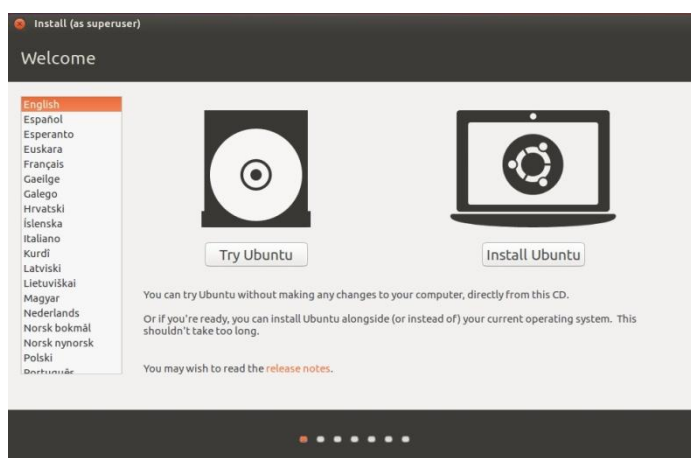 Install (as superuser)
Welcome
English
Español
Esperanto
Euskara
Français
Gaeilge
Galego
Hrvatski
Íslenska
Italiano
Kurdî
Latviski
Lietuviškai
Magyar
Nederlands
Norsk bokmål
Norsk nynorsk
Polski
Português
Try Ubuntu
Install Ubuntu
You can try Ubuntu without making any changes to your computer, directly from this CD.
Or if you're ready, you can install Ubuntu alongside (or instead of) your current operating system. This
shouldn't take too long.
You may wish to read the release notes.